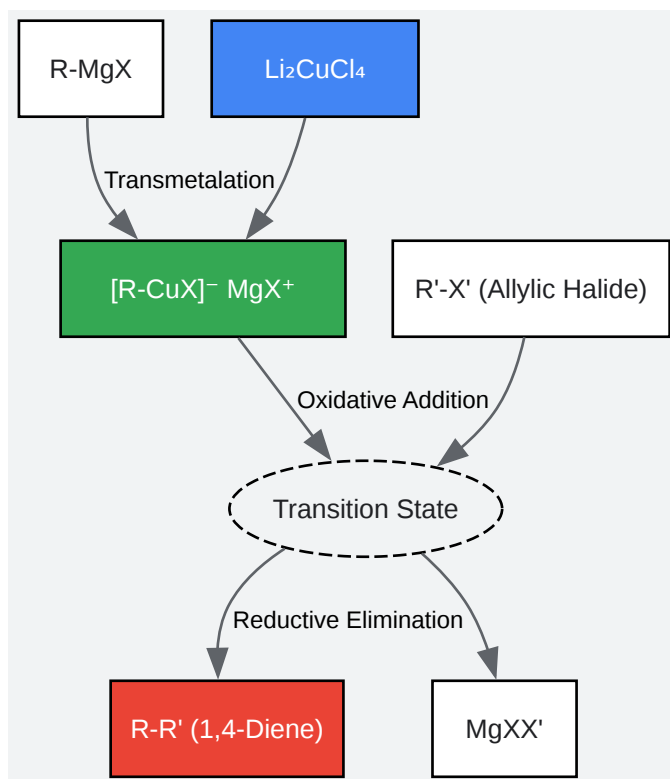 R-MgX
Li₂CuCl₄
Transmetalation
[R-CuX]⁻ MgX⁺
R'-X' (Allylic Halide)
Oxidative Addition
Transition State
Reductive Elimination
R-R' (1,4-Diene)
MgXX'